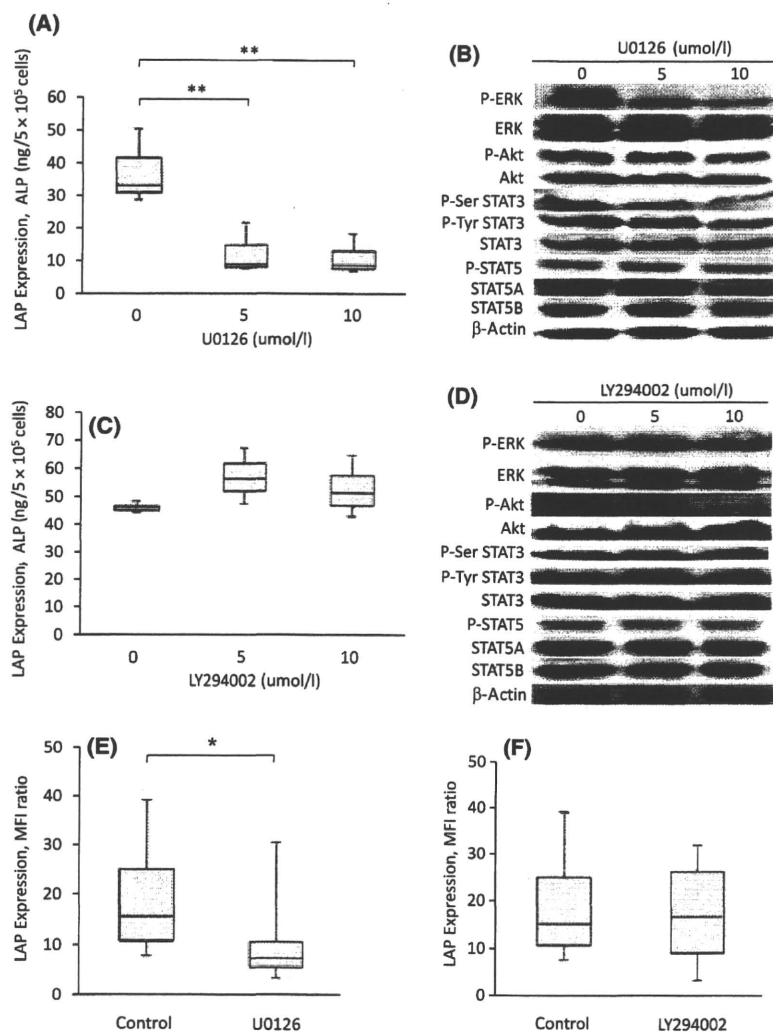 (A)
**
**
LAP Expression, ALP (ng/5 × 10⁵ cells)
60
50
40
30
20
10
0
0 5 10
U0126 (umol/l)
(B)
U0126 (umol/l)
0 5 10
P-ERK
ERK
P-Akt
Akt
P-Ser STAT3
P-Tyr STAT3
STAT3
P-STAT5
STAT5A
STAT5B
β-Actin
(C)
LAP Expression, ALP (ng/5 × 10⁵ cells)
80
70
60
50
40
30
20
10
0
0 5 10
LY294002 (umol/l)
(D)
LY294002 (umol/l)
0 5 10
P-ERK
ERK
P-Akt
Akt
P-Ser STAT3
P-Tyr STAT3
STAT3
P-STAT5
STAT5A
STAT5B
β-Actin
(E)
*
LAP Expression, MFI ratio
50
40
30
20
10
0
Control U0126
(F)
LAP Expression, MFI ratio
50
40
30
20
10
0
Control LY294002